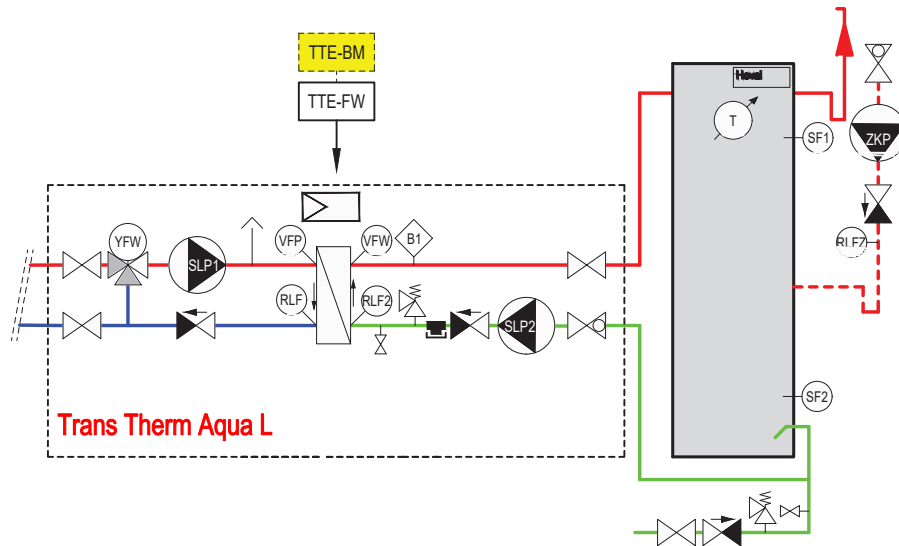 TTE-BM
TTE-FW
Hoval
T
SF1
ZKP
YFW
SLP1
VFP
VFW
B1
RLFZ
RLF
RLF2
SLP2
SF2
Trans Therm Aqua L